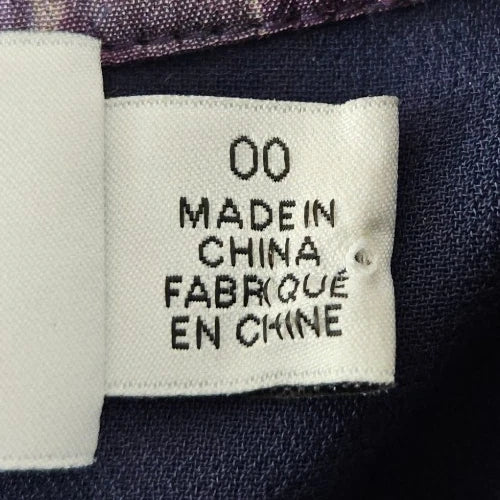 00
MADE IN
CHINA
FABRIQUÉ
EN CHINE